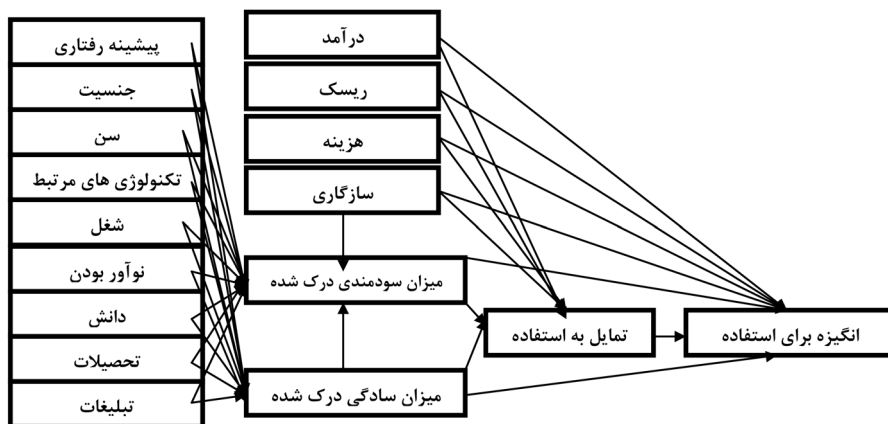 پیشینه رفتاری
جنسیت
سن
تکنولوژی های مرتبط
شغل
نوآور بودن
دانش
تحصیلات
تبلیغات
درآمد
ریسک
هزینه
سازگاری
میزان سودمندی درک شده
میزان سادگی درک شده
تمایل به استفاده
انگیزه برای استفاده